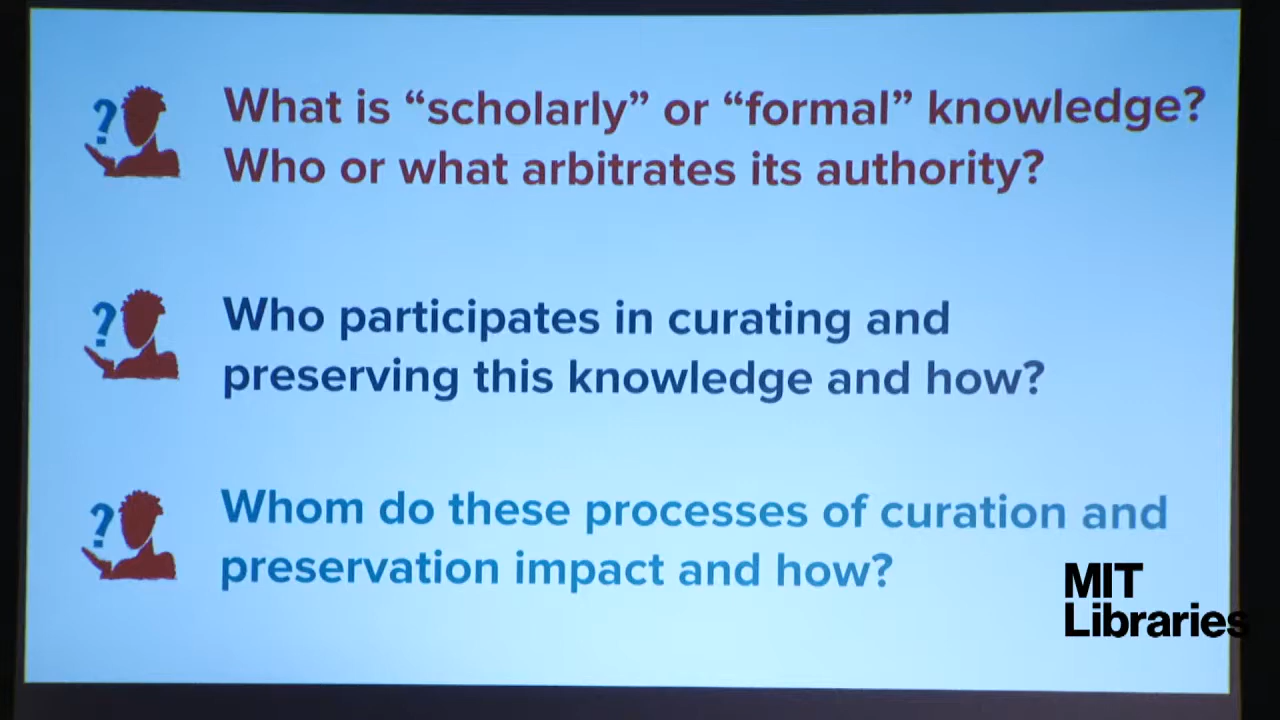 What is “scholarly” or “formal” knowledge?
Who or what arbitrates its authority?
Who participates in curating and
preserving this knowledge and how?
Whom do these processes of curation and
preservation impact and how?
MIT
Libraries
?
?
?